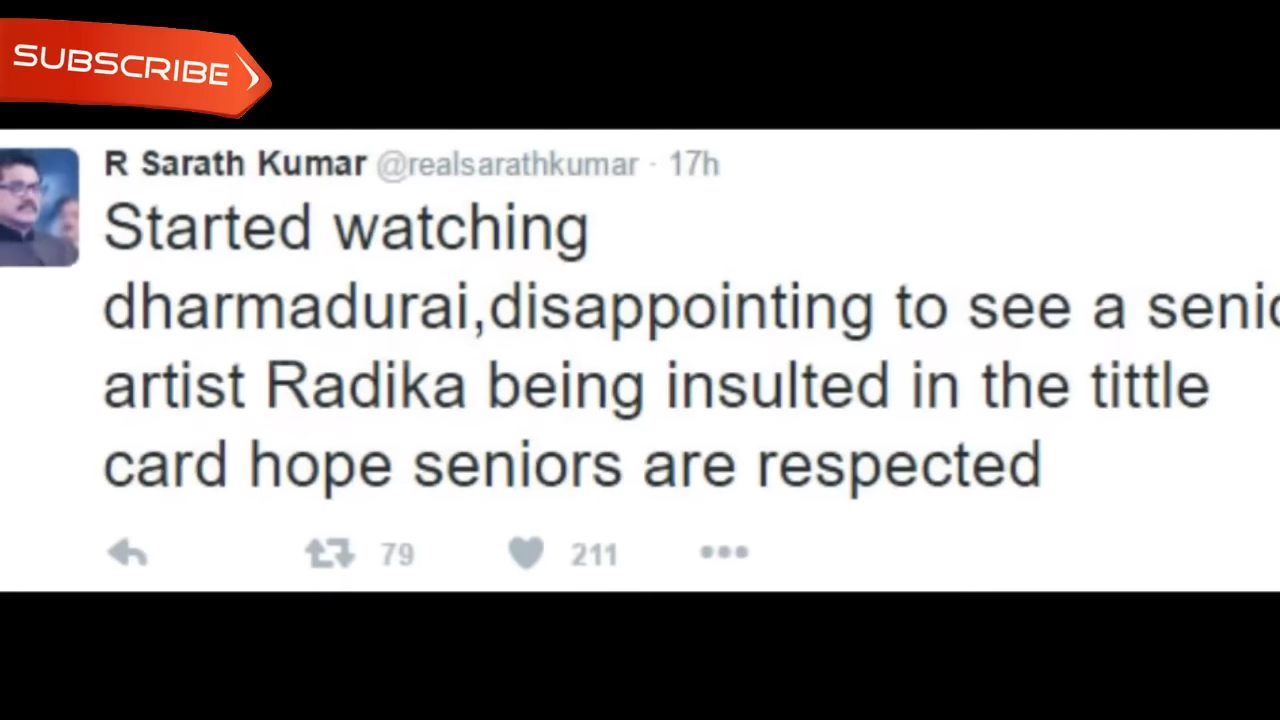 SUBSCRIBE
R Sarath Kumar @realsarathkumar · 17h
Started watching
dharmadurai,disappointing to see a
artist Radika being insulted in the tittle
card hope seniors are respected
79 211